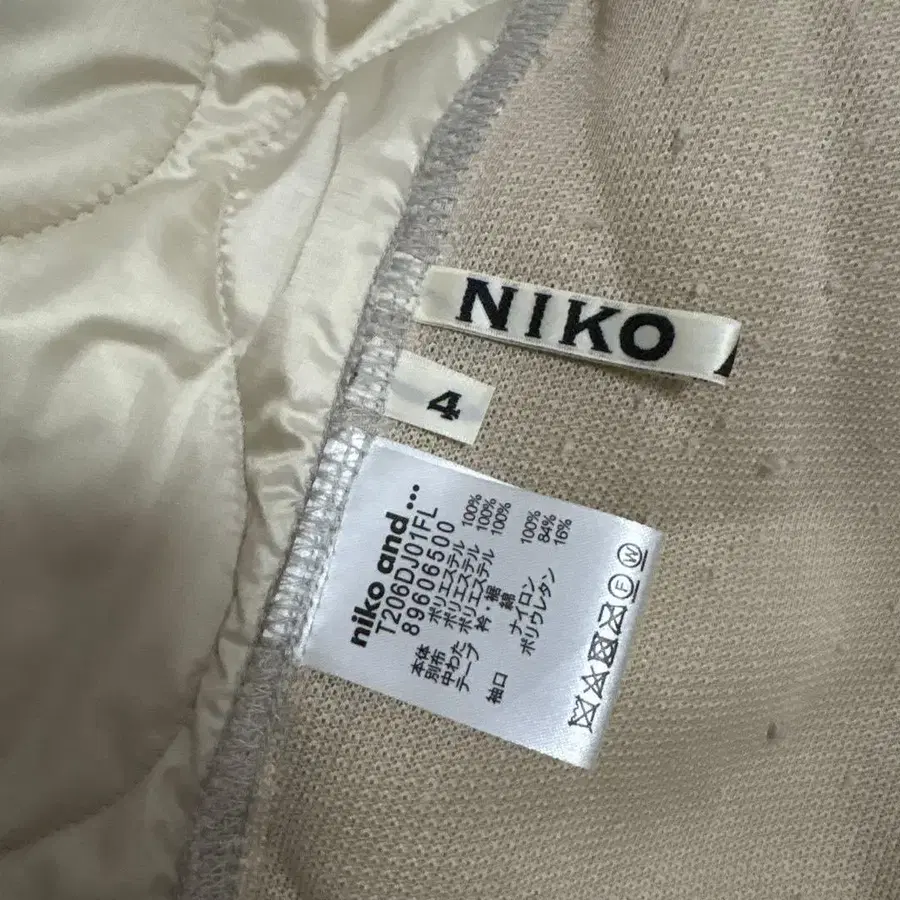 NIKO
4
niko and ...
T206DJ01FL
89606500
本体 ポリエステル 100%
別布 ポリエステル 100%
中わた ポリエステル 100%
テープ 衿・裾
綿 100%
袖口 ナイロン 84%
ポリウレタン 16%
F W